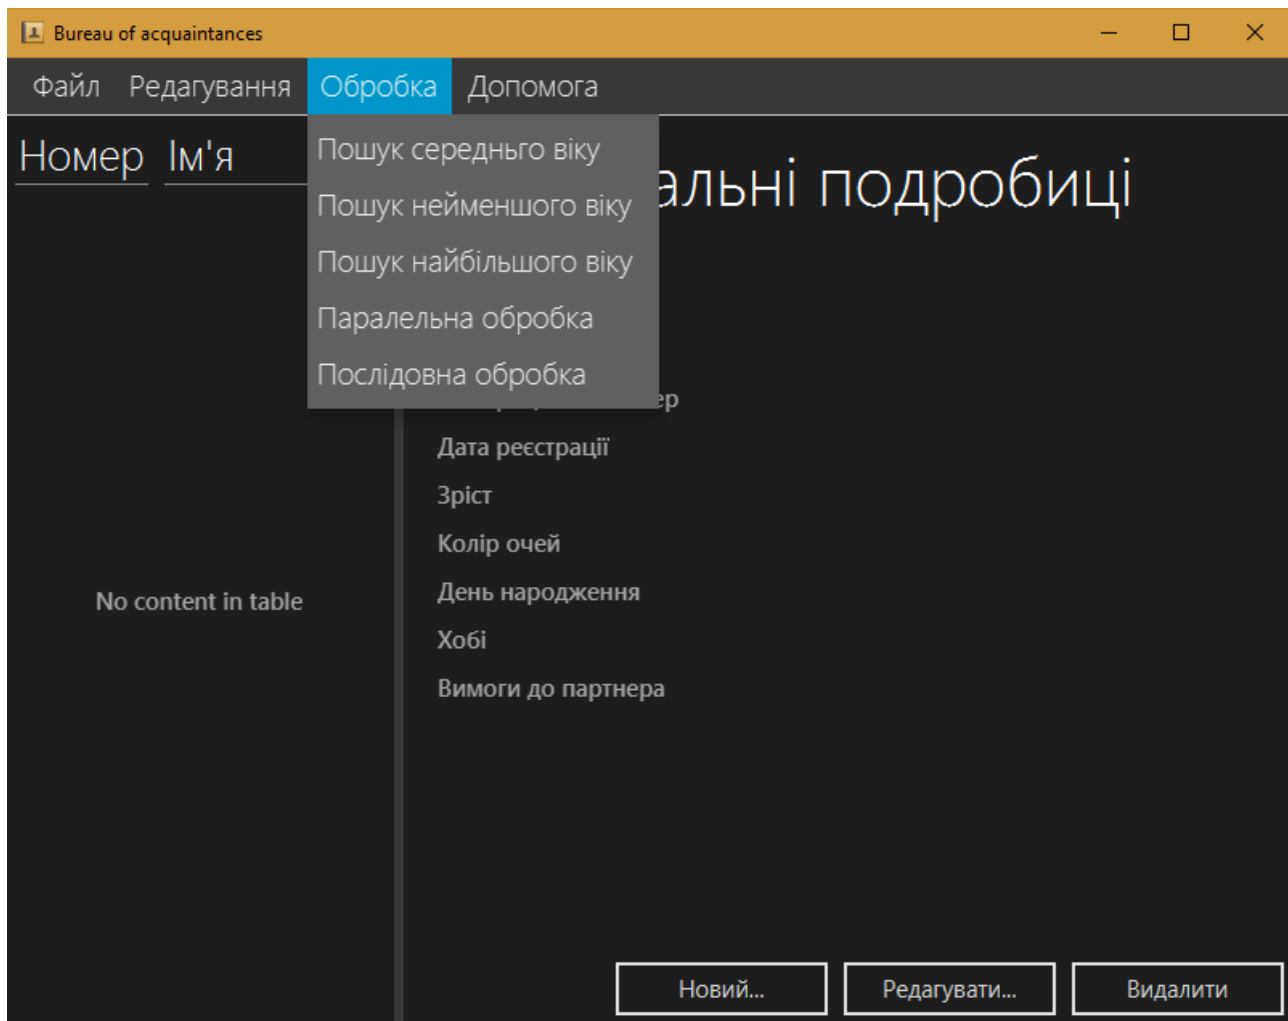 Bureau of acquaintances
Файл Редагування Обробка Допомога
Номер Ім'я
Пошук середньго віку
Пошук нейменшого віку
Пошук найбільшого віку
Паралельна обробка
Послідовна обробка
подробиці
Дата реєстрації
Зріст
Колір очей
День народження
No content in table
Хобі
Вимоги до партнера
Новий... Редагувати... Видалити